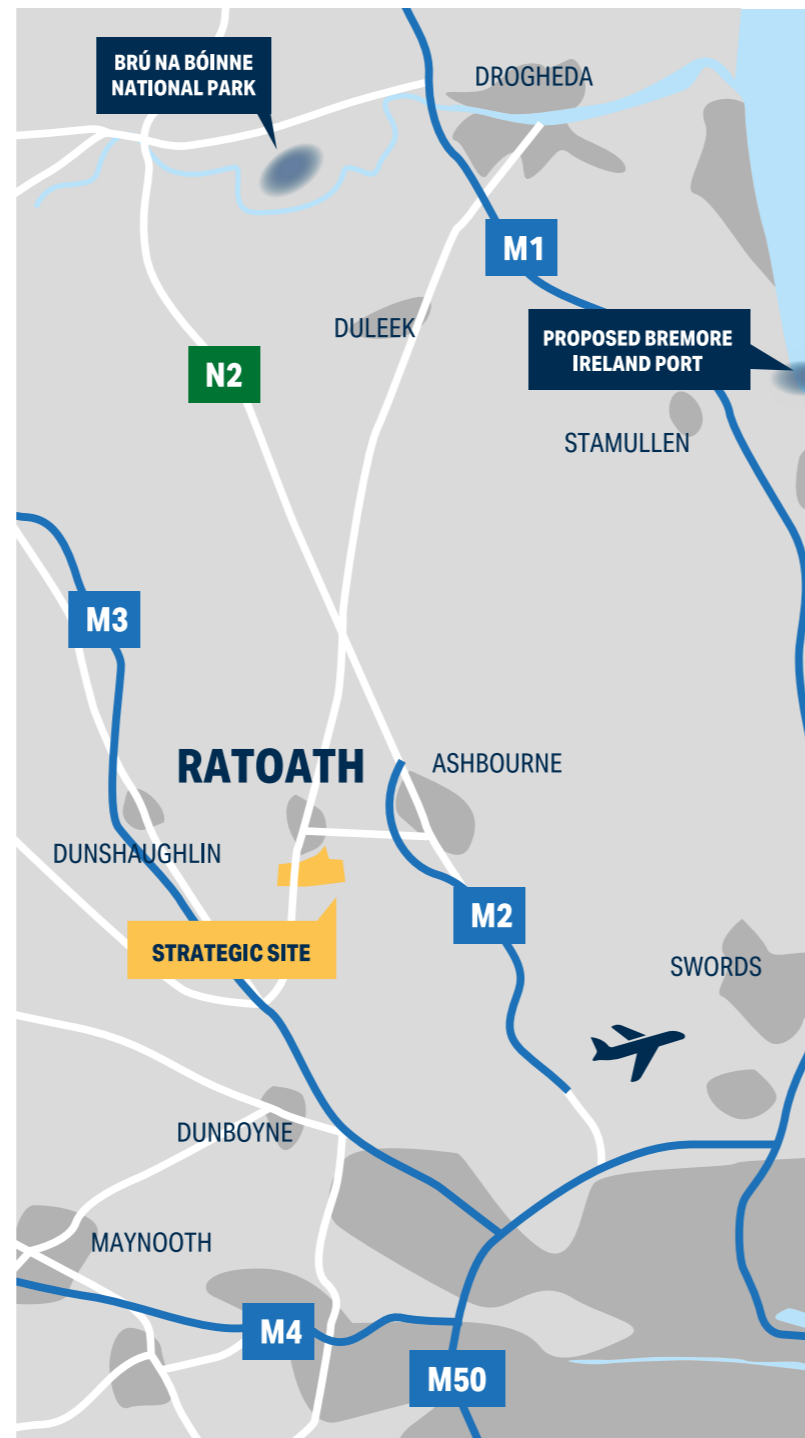 BRÚ NA BÓINNE
NATIONAL PARK
DROGHEDA
M1
DULEEK
PROPOSED BREMORE
IRELAND PORT
N2
STAMULLEN
M3
RATOATH
ASHBOURNE
DUNSHAUGHLIN
M2
STRATEGIC SITE
SWORDS
DUNBOYNE
MAYNOOTH
M4
M50